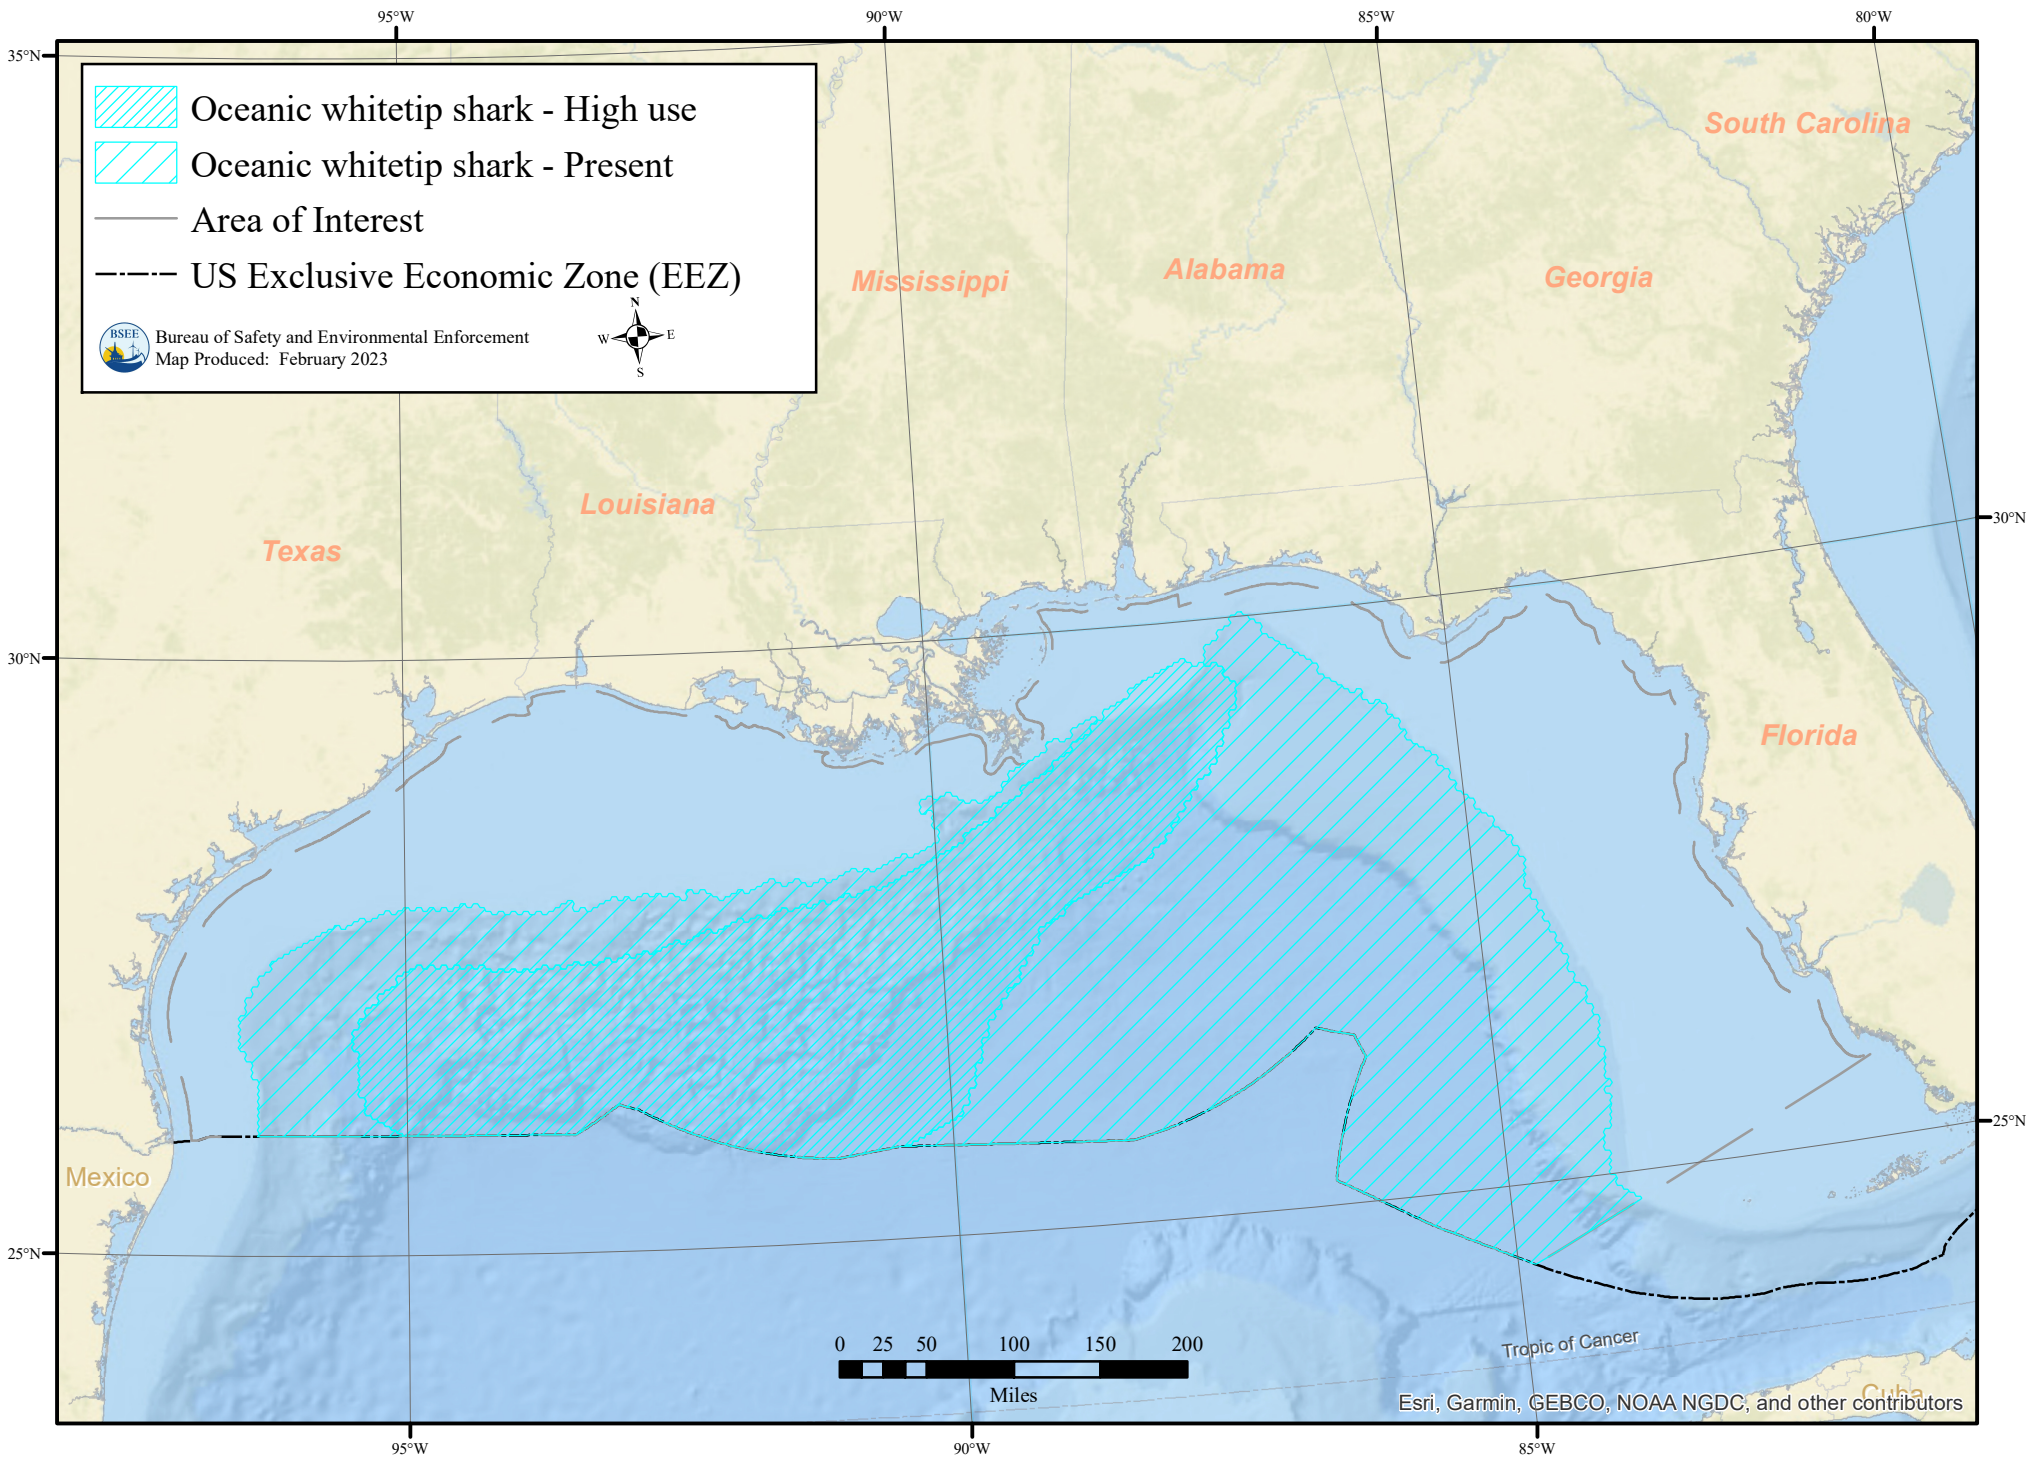 95°W 90°W 85°W 80°W
35°N
Oceanic whitetip shark - High use
Oceanic whitetip shark - Present
Area of Interest
US Exclusive Economic Zone (EEZ)
N
W E
S
BSEE
Bureau of Safety and Environmental Enforcement
Map Produced: February 2023
South Carolina
Mississippi
Alabama
Georgia
Louisiana
Texas
30°N
30°N
Florida
25°N
Mexico
25°N
0 25 50 100 150 200
Miles
Tropic of Cancer
Cuba
Esri, Garmin, GEBCO, NOAA NGDC, and other contributors
95°W 90°W 85°W